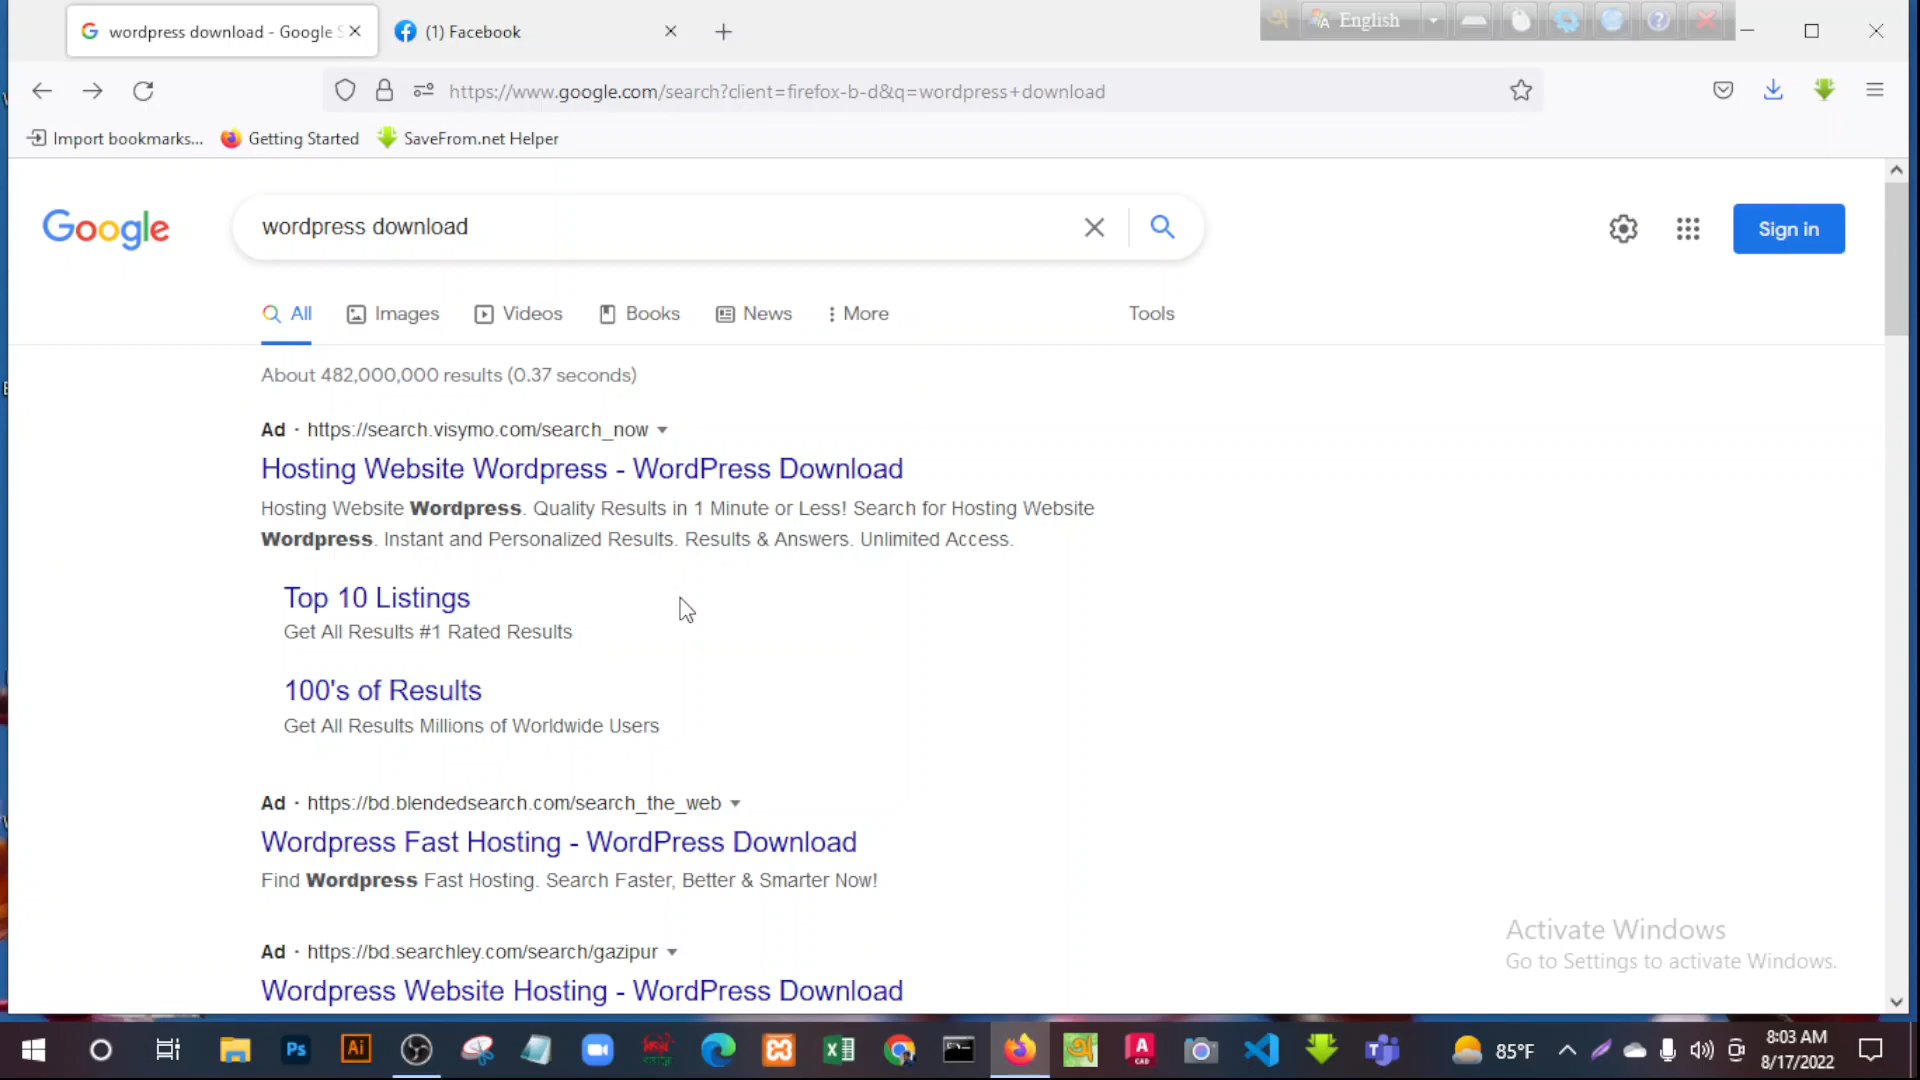 wordpress download - Google S
(1) Facebook
English
https://www.google.com/search?client=firefox-b-d&q=wordpress+download
Import bookmarks...
Getting Started
SaveFrom.net Helper
Google
wordpress download
Sign in
All
Images
Videos
Books
News
More
Tools
About 482,000,000 results (0.37 seconds)
Ad · https://search.visymo.com/search_now
Hosting Website Wordpress - WordPress Download
Hosting Website Wordpress. Quality Results in 1 Minute or Less! Search for Hosting Website
Wordpress. Instant and Personalized Results. Results & Answers. Unlimited Access.
Top 10 Listings
Get All Results #1 Rated Results
100's of Results
Get All Results Millions of Worldwide Users
Ad · https://bd.blendedsearch.com/search_the_web
Wordpress Fast Hosting - WordPress Download
Find Wordpress Fast Hosting. Search Faster, Better & Smarter Now!
Ad · https://bd.searchley.com/search/gazipur
Wordpress Website Hosting - WordPress Download
Activate Windows
Go to Settings to activate Windows.
Ps
Ai
85°F
8:03 AM
8/17/2022